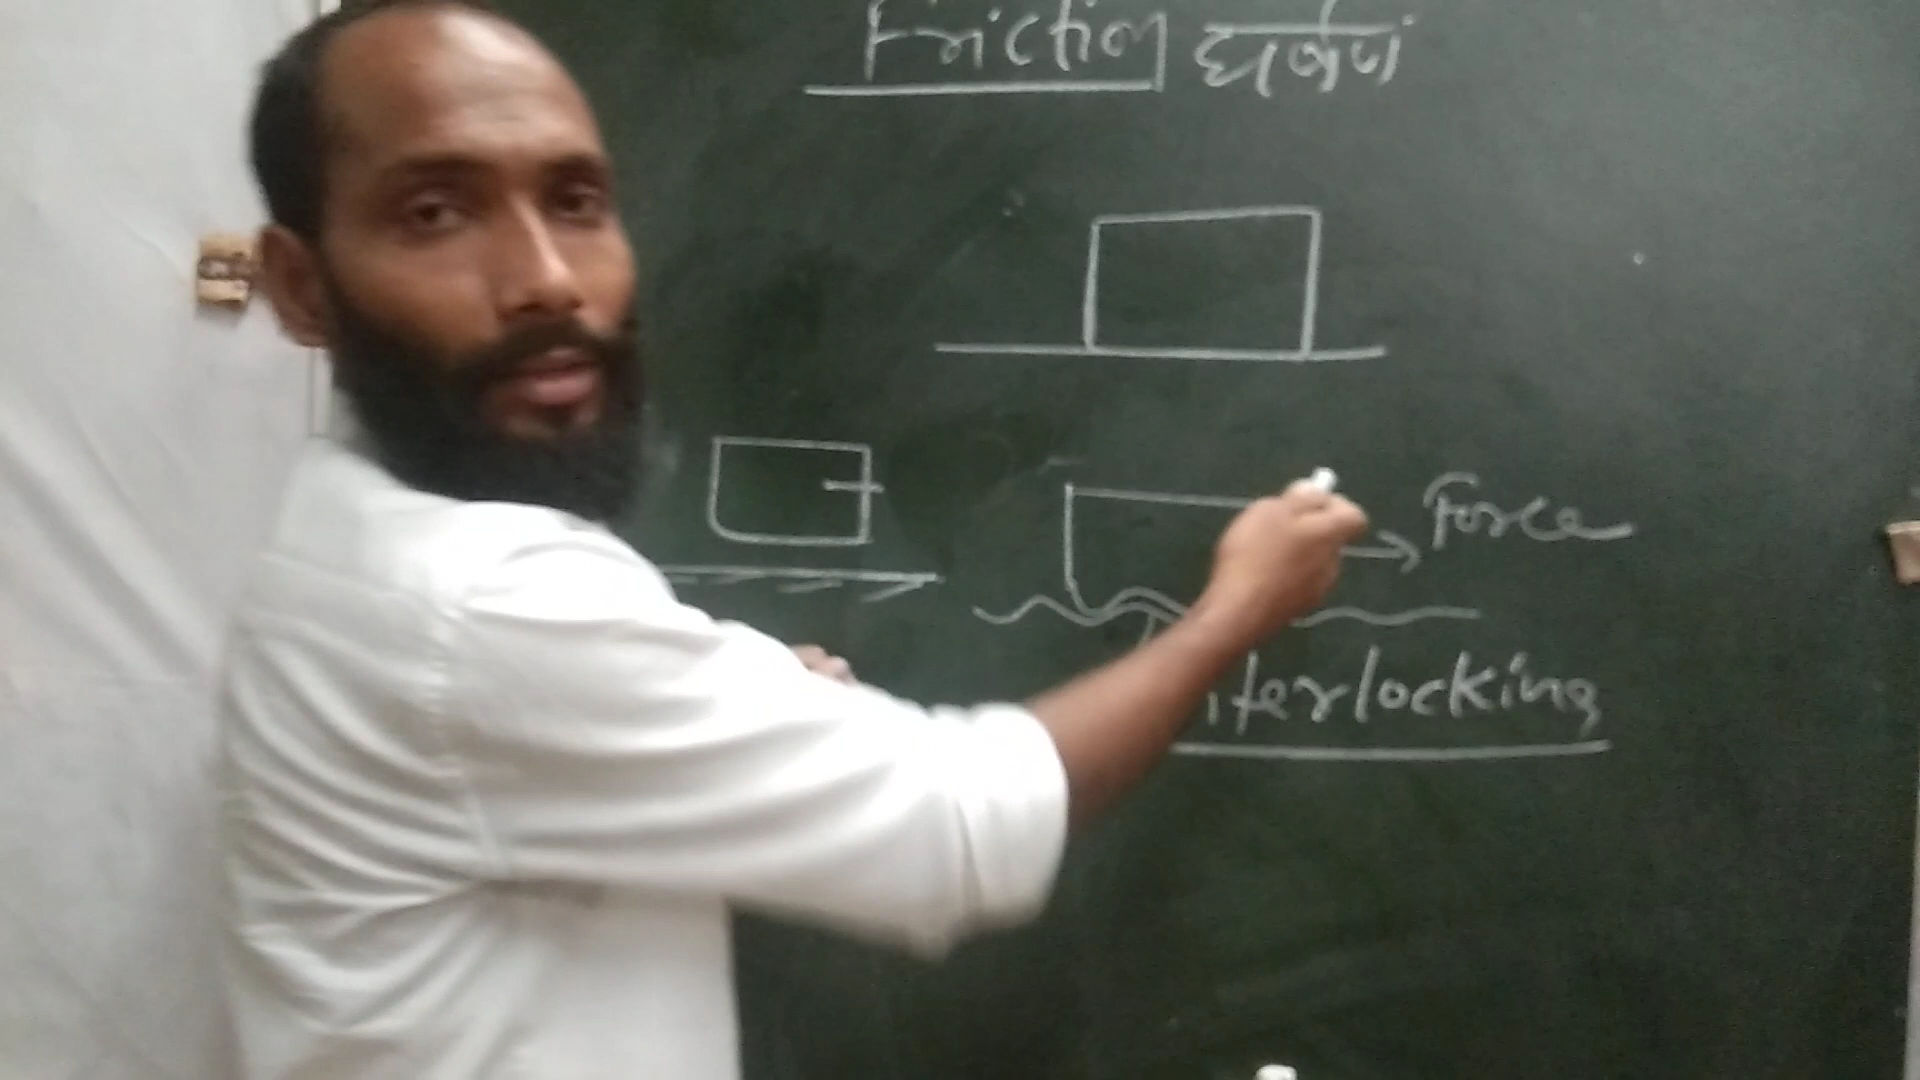 Friction घर्षण
Force
Interlocking